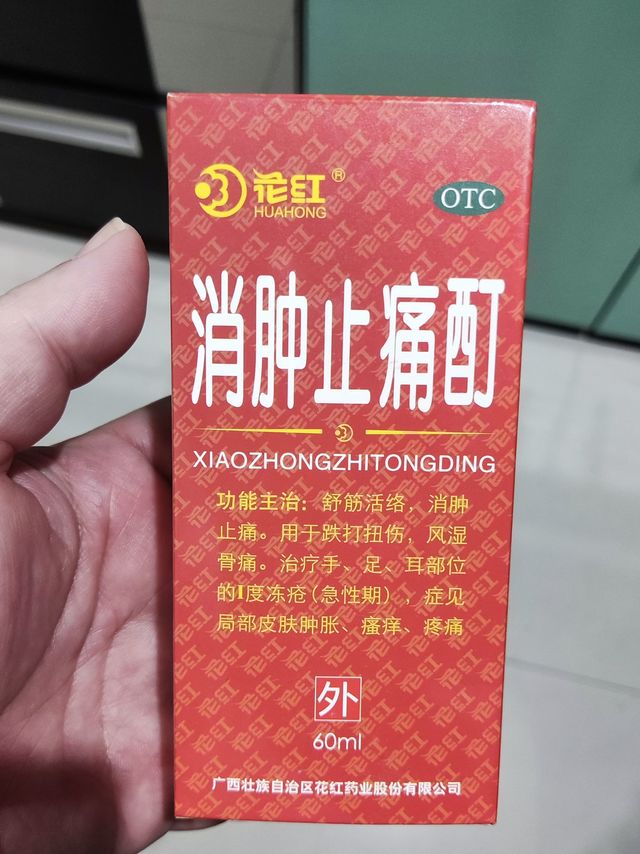 花红®
HUAHONG
OTC
消肿止痛酊
XIAOZHONGZHITONGDING
功能主治：舒筋活络，消肿
止痛。用于跌打扭伤，风湿
骨痛。治疗手、足、耳部位
的I度冻疮（急性期），症见
局部皮肤肿胀、瘙痒、疼痛
外
60ml
广西壮族自治区花红药业股份有限公司